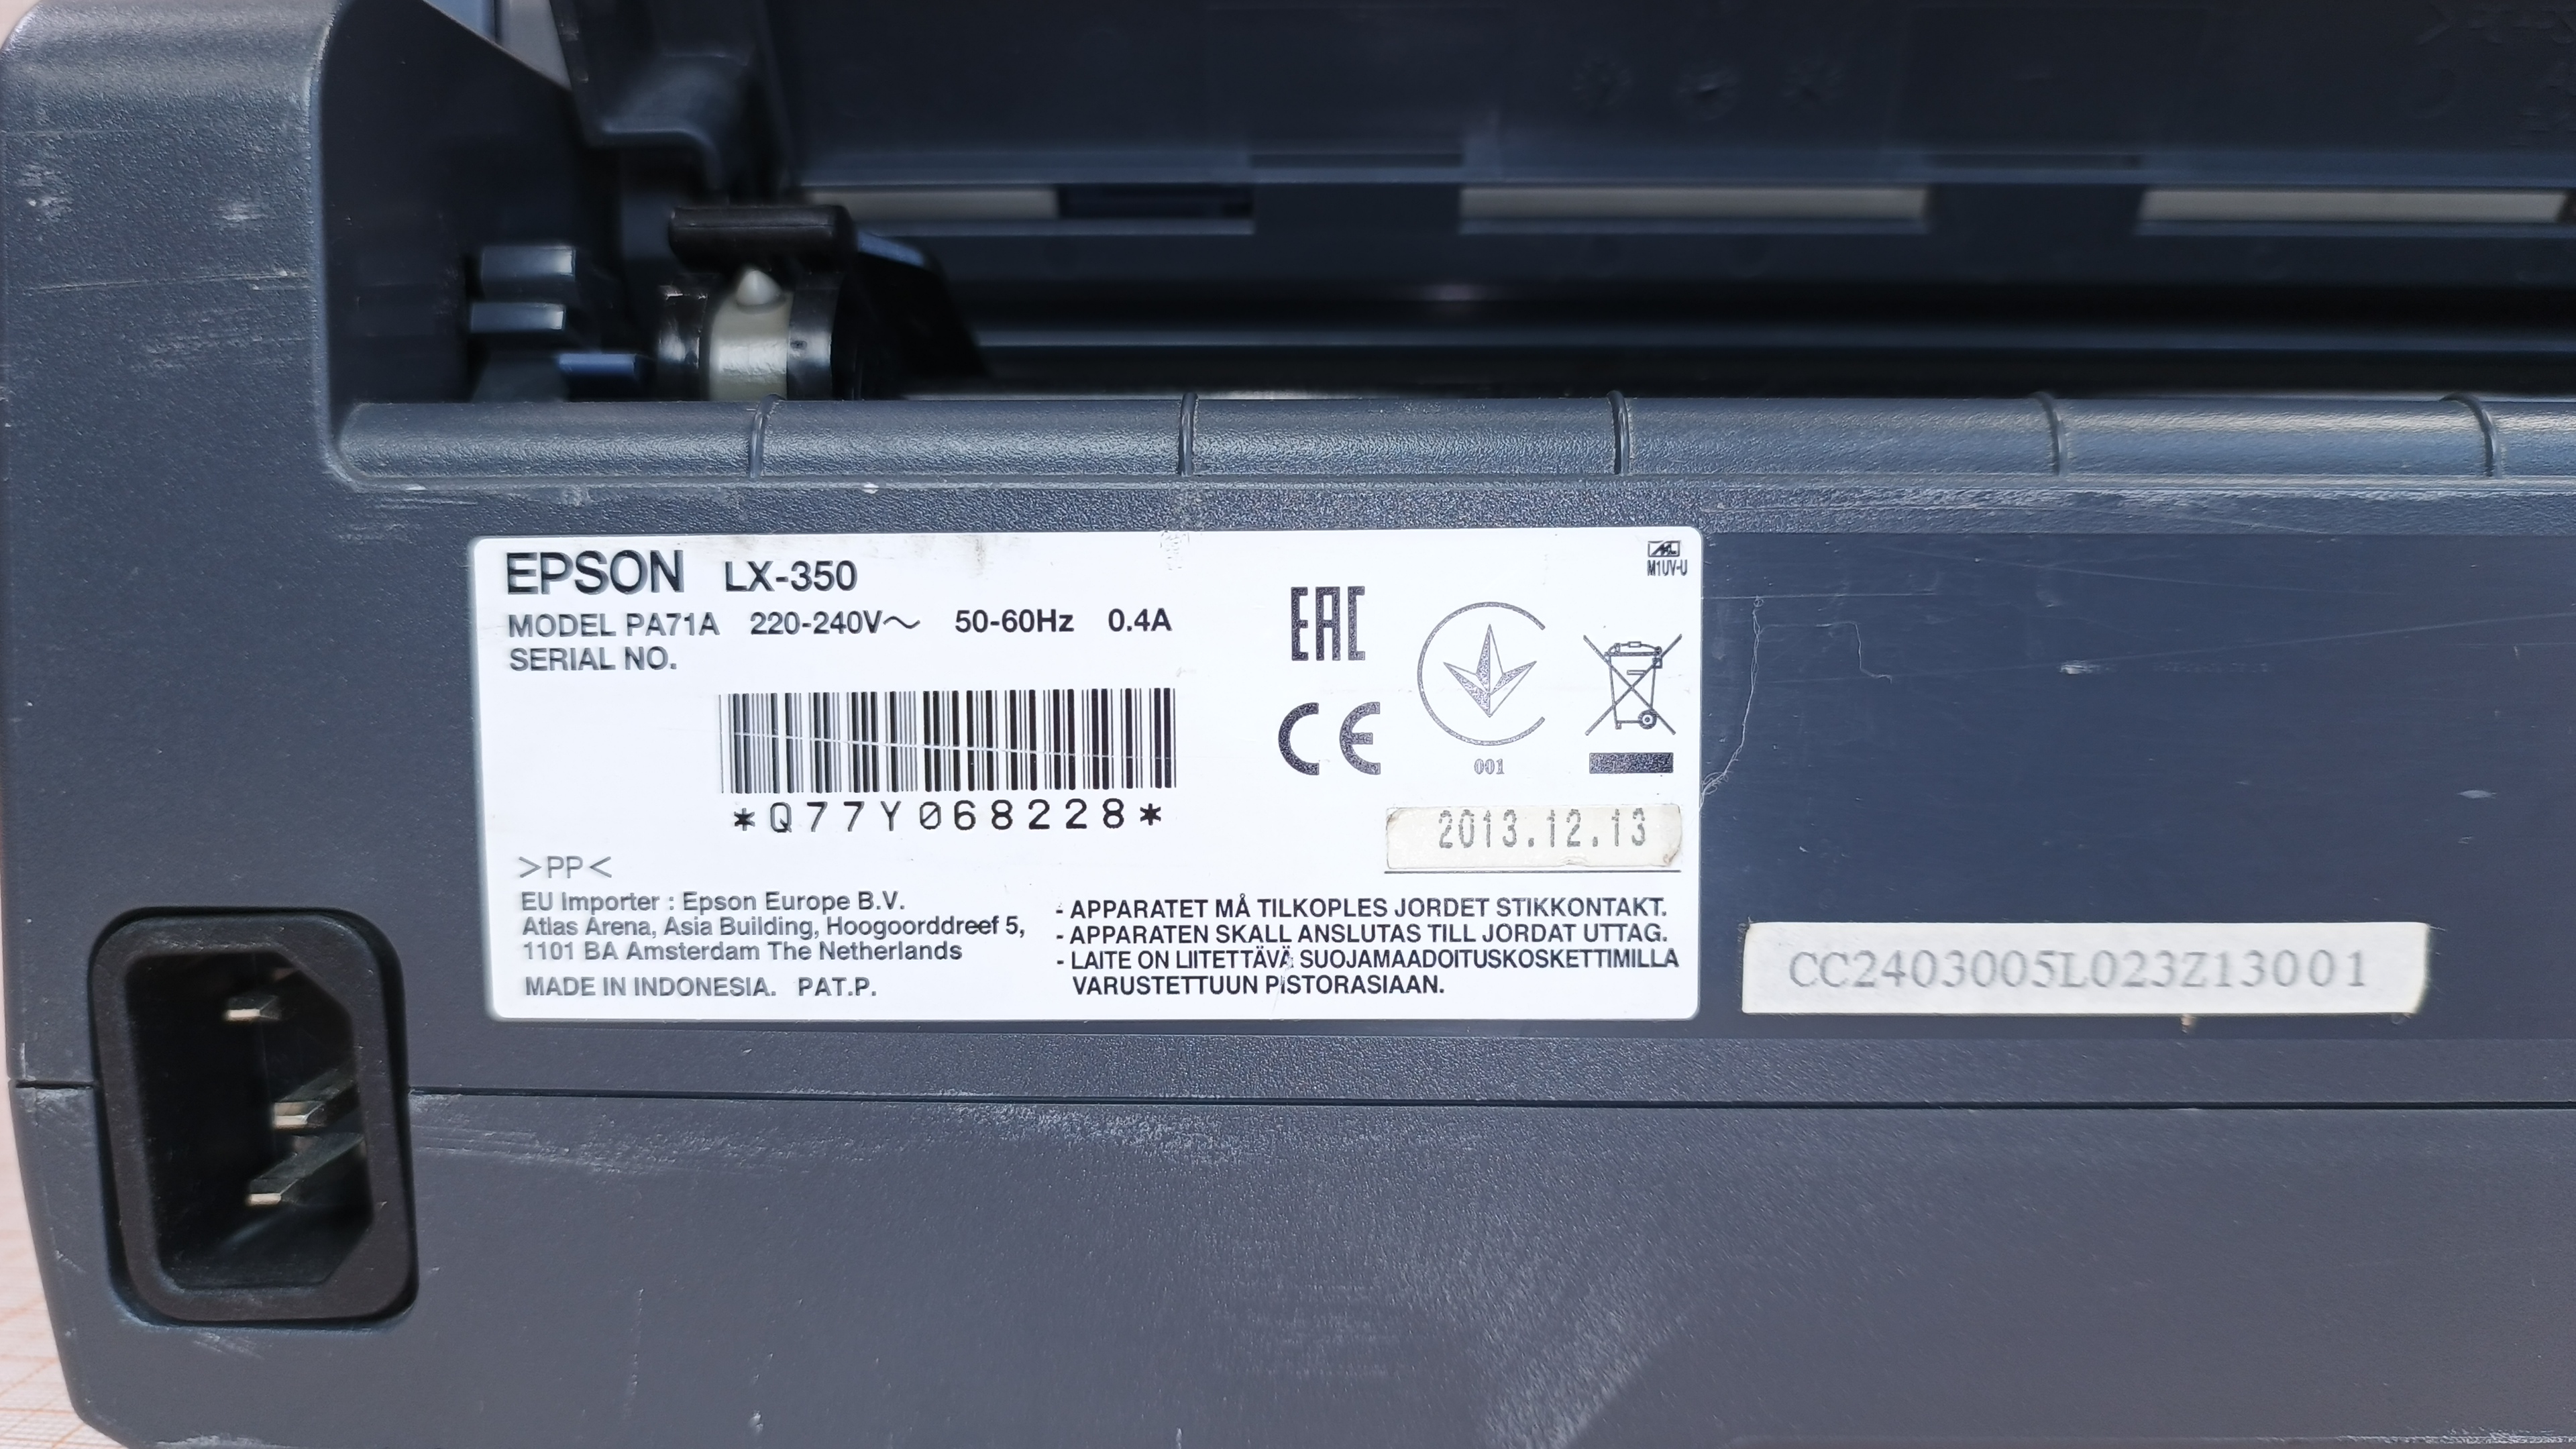 EPSON LX-350
MODEL PA71A 220-240V~ 50-60Hz 0.4A
SERIAL NO.
*Q77Y068228*
EAC
CE
001
M1UV-U
2013.12.13
>PP<
EU Importer : Epson Europe B.V.
Atlas Arena, Asia Building, Hoogoorddreef 5,
1101 BA Amsterdam The Netherlands
MADE IN INDONESIA. PAT.P.
- APPARATET MÅ TILKOPLES JORDET STIKKONTAKT.
- APPARATEN SKALL ANSLUTAS TILL JORDAT UTTAG.
- LAITE ON LIITETTÄVÄ SUOJAMAADOITUSKOSKETTIMILLA
VARUSTETTUUN PISTORASIAAN.
CC2403005L023Z13001